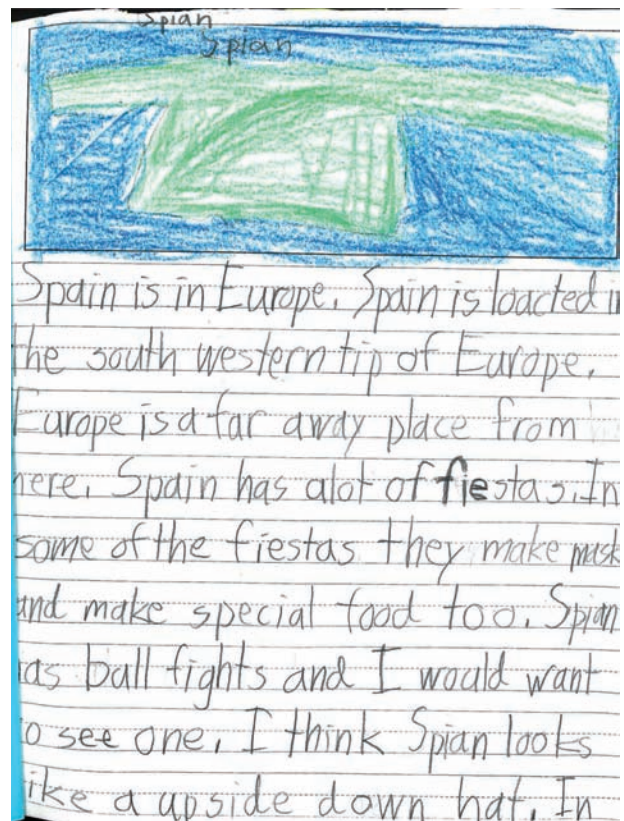 Spian
Spian
Spain is in Europe. Spain is loacted in
the south western tip of Europe.
Europe is a far away place from
here. Spain has alot of fiestas. In
some of the fiestas they make mask
and make special food too. Spian
has ball fights and I would want
to see one. I think Spian looks
like a upside down hat. In